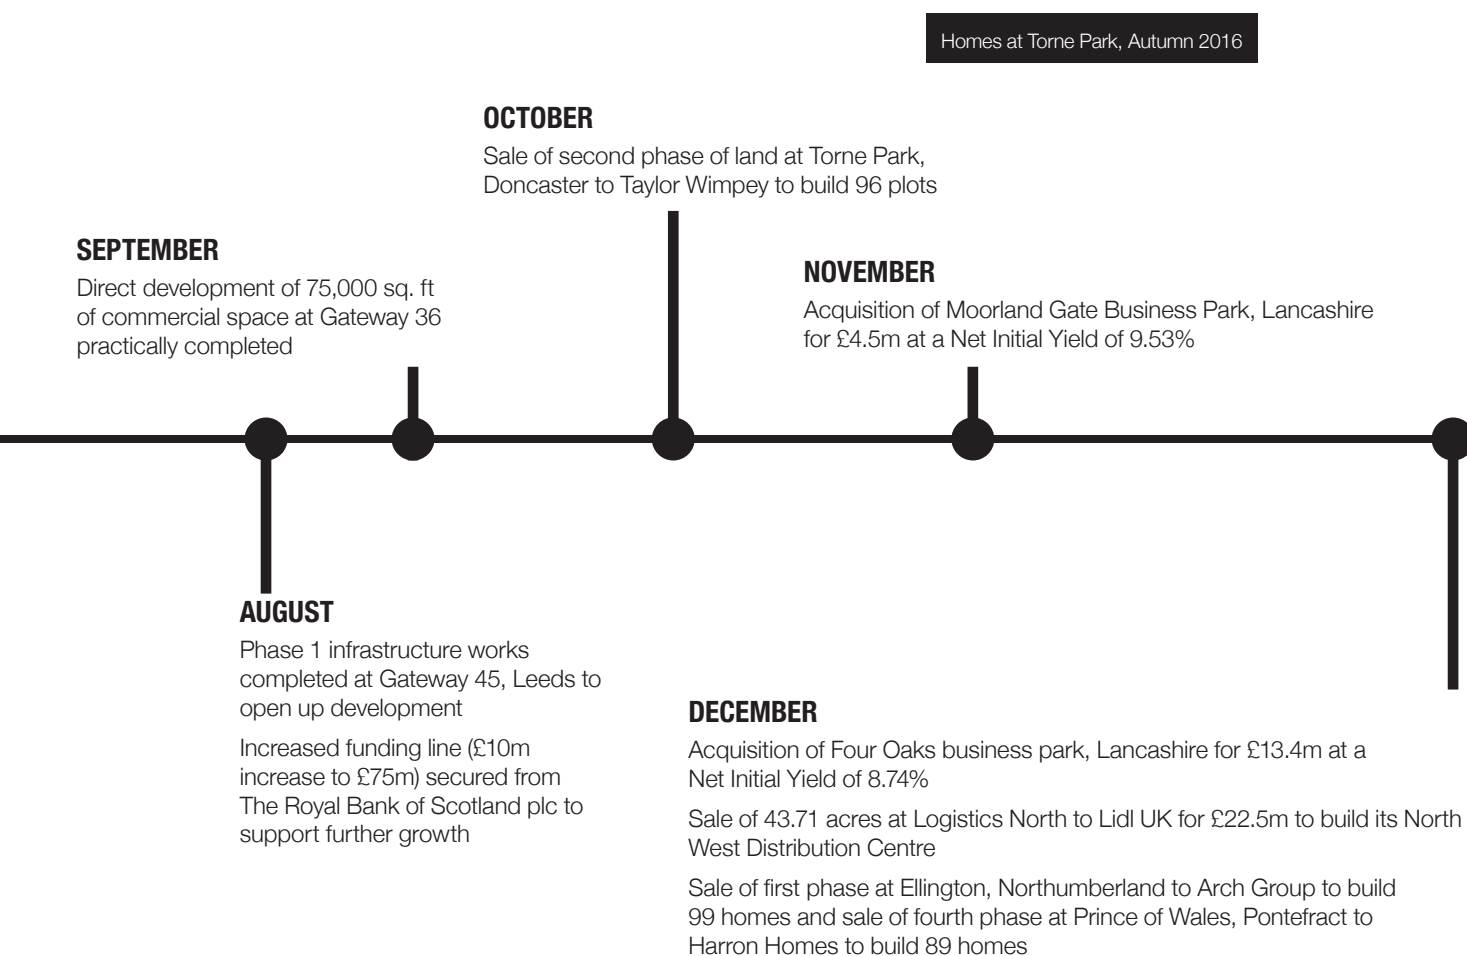 Homes at Torne Park, Autumn 2016
OCTOBER
Sale of second phase of land at Torne Park,
Doncaster to Taylor Wimpey to build 96 plots
SEPTEMBER
Direct development of 75,000 sq. ft
of commercial space at Gateway 36
practically completed
NOVEMBER
Acquisition of Moorland Gate Business Park, Lancashire
for £4.5m at a Net Initial Yield of 9.53%
AUGUST
Phase 1 infrastructure works
completed at Gateway 45, Leeds to
open up development
Increased funding line (£10m
increase to £75m) secured from
The Royal Bank of Scotland plc to
support further growth
DECEMBER
Acquisition of Four Oaks business park, Lancashire for £13.4m at a
Net Initial Yield of 8.74%
Sale of 43.71 acres at Logistics North to Lidl UK for £22.5m to build its North
West Distribution Centre
Sale of first phase at Ellington, Northumberland to Arch Group to build
99 homes and sale of fourth phase at Prince of Wales, Pontefract to
Harron Homes to build 89 homes